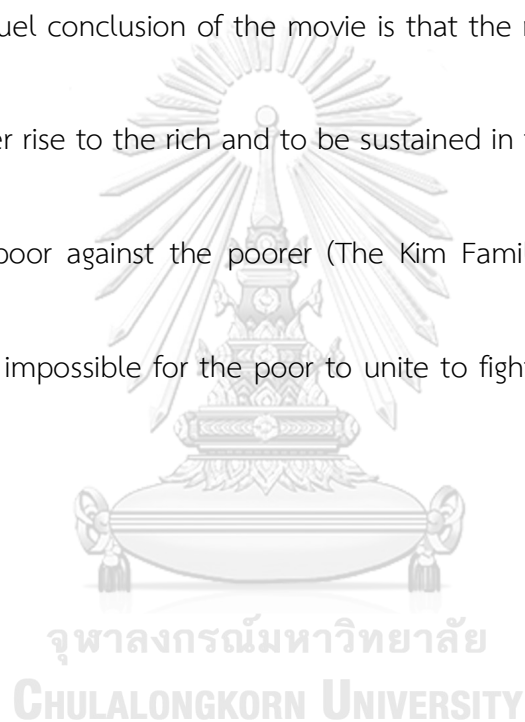 uel conclusion of the movie is that the
er rise to the rich and to be sustained in
poor against the poorer (The Kim Fami
impossible for the poor to unite to fight
จุฬาลงกรณ์มหาวิทยาลัย
CHULALONGKORN UNIVERSITY